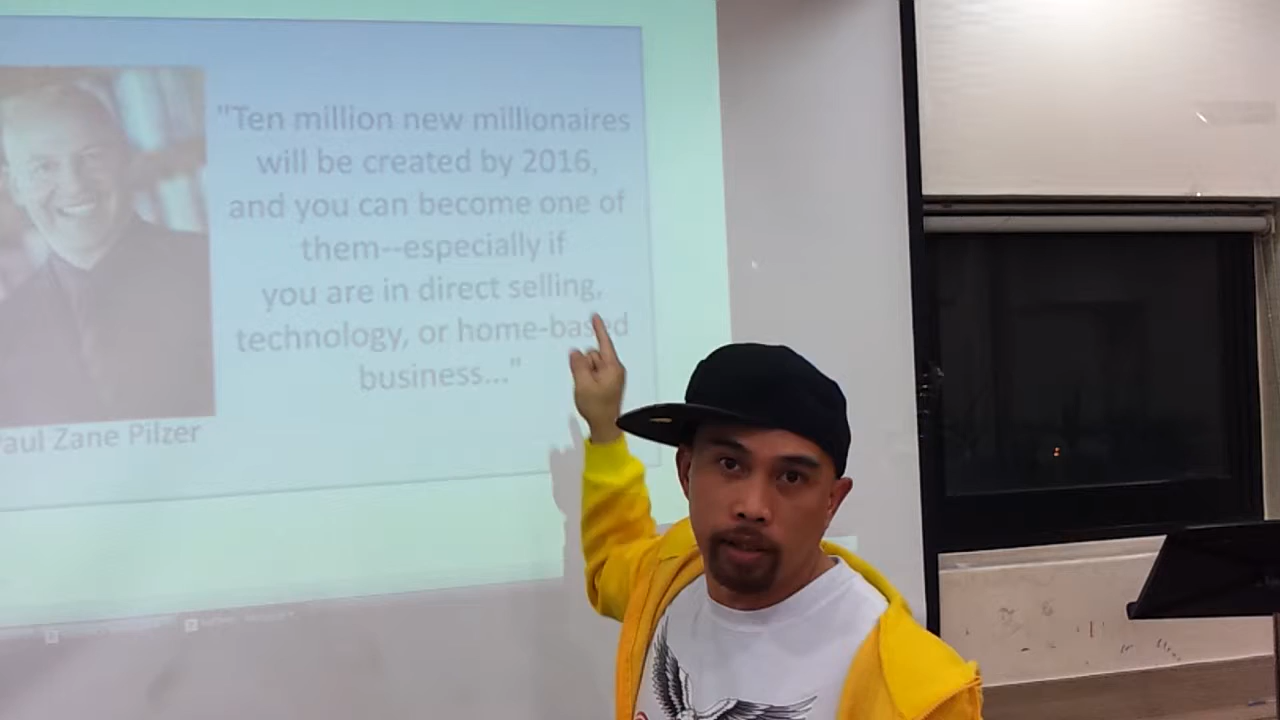 "Ten million new millionaires
will be created by 2016,
and you can become one of
them--especially if
you are in direct selling,
technology, or home-based
business..."
Paul Zane Pilzer